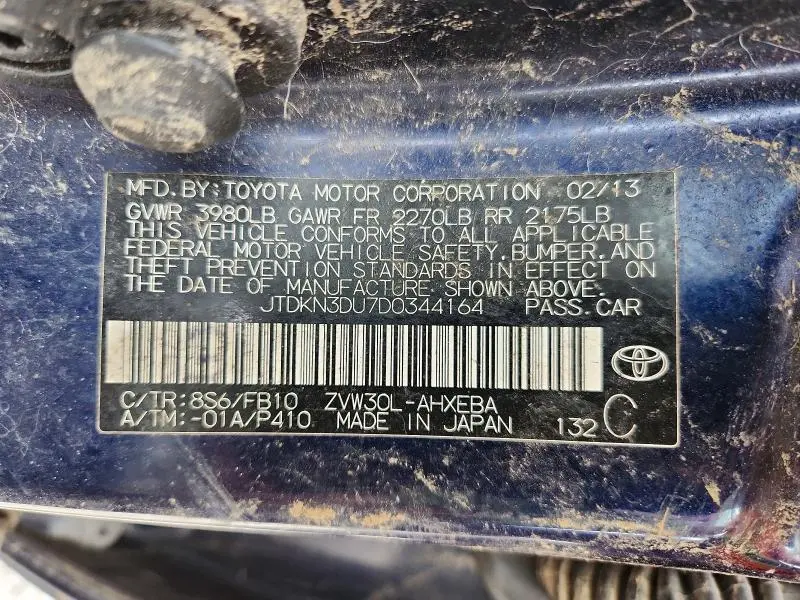 MFD.BY:TOYOTA MOTOR CORPORATION 02/13
GVWR 3980LB GAWR FR 2270LB RR 2175LB
THIS VEHICLE CONFORMS TO ALL APPLICABLE
FEDERAL MOTOR VEHICLE SAFETY,BUMPER,AND
THEFT PREVENTION STANDARDS IN EFFECT ON
THE DATE OF MANUFACTURE SHOWN ABOVE.
JTDKN3DU7D0344164 PASS.CAR
C/TR:8S6/FB10 ZVW30L-AHXEBA
A/TM:-01A/P410 MADE IN JAPAN 132 C